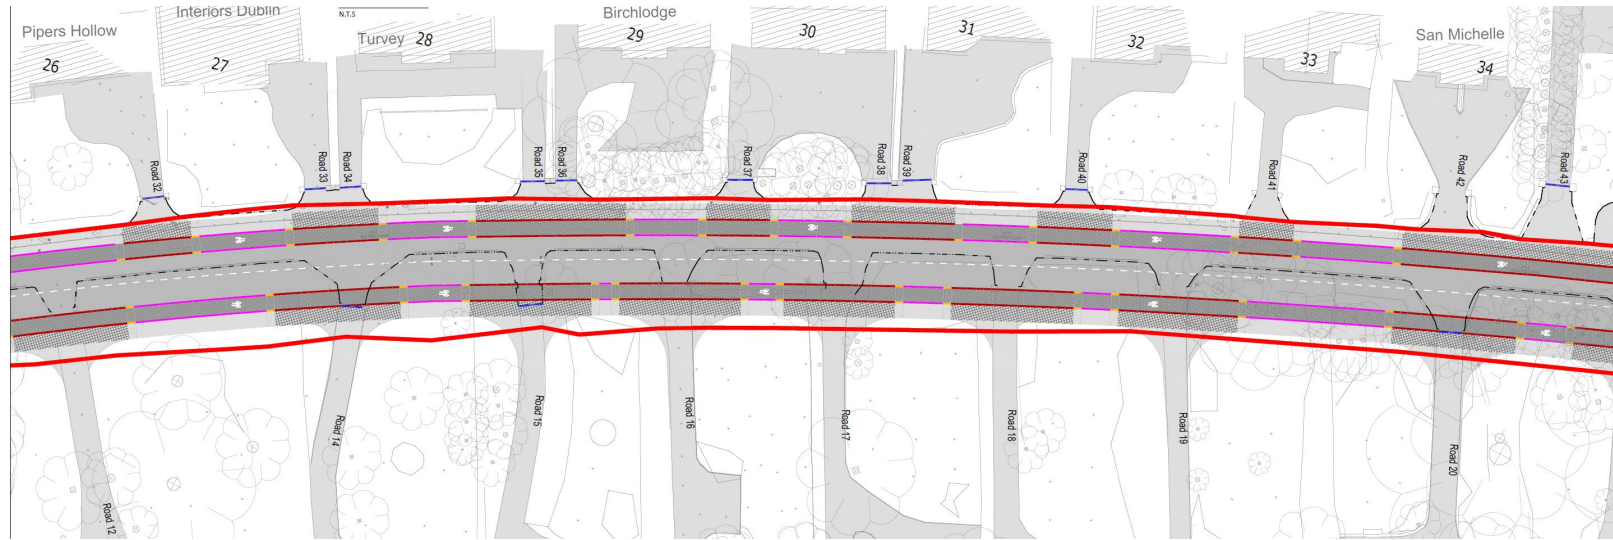 Interiors Dublin
N.T.S
Birchlodge
Pipers Hollow
Turvey
San Michelle
26
27
28
29
30
31
32
33
34
Road 32
Road 33
Road 34
Road 35
Road 36
Road 37
Road 38
Road 39
Road 40
Road 41
Road 42
Road 43
Road 12
Road 14
Road 15
Road 16
Road 17
Road 18
Road 19
Road 20